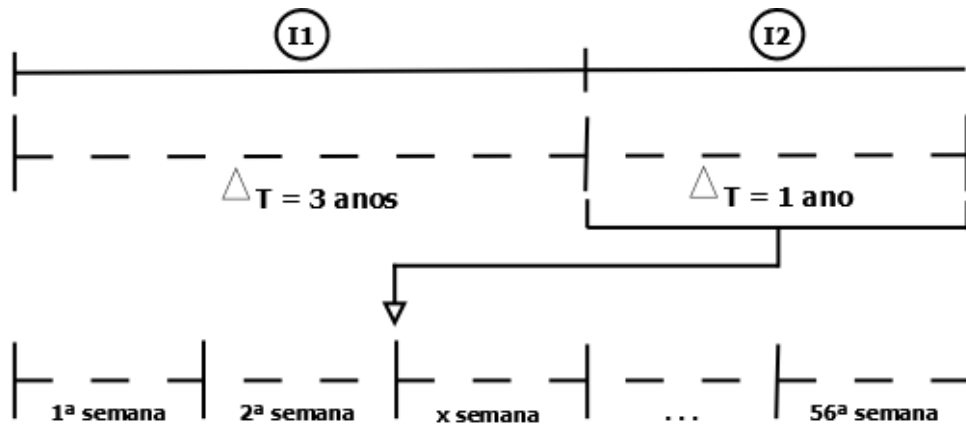 I1
I2
△T = 3 anos
△T = 1 ano
1ª semana
2ª semana
x semana
...
56ª semana